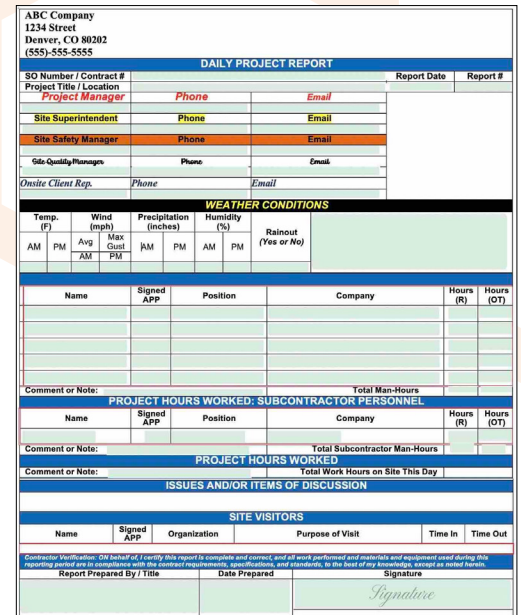 ABC Company
1234 Street
Denver, CO 80202
(555)-555-5555
DAILY PROJECT REPORT
SO Number / Contract # Report Date Report #
Project Title / Location
Project Manager Phone Email
Site Superintendent Phone Email
Site Safety Manager Phone Email
Site Quality Manager Phone Email
Onsite Client Rep. Phone Email
WEATHER CONDITIONS
Temp. (F) Wind (mph) Precipitation (inches) Humidity (%) Rainout (Yes or No)
AM PM Avg Max Gust AM PM AM PM
AM PM
Name Signed APP Position Company Hours (R) Hours (OT)
Comment or Note: Total Man-Hours
PROJECT HOURS WORKED: SUBCONTRACTOR PERSONNEL
Name Signed APP Position Company Hours (R) Hours (OT)
Comment or Note: Total Subcontractor Man-Hours
PROJECT HOURS WORKED
Comment or Note: Total Work Hours on Site This Day
ISSUES AND/OR ITEMS OF DISCUSSION
SITE VISITORS
Name Signed APP Organization Purpose of Visit Time In Time Out
Contractor Verification: ON behalf of, I certify this report is complete and correct, and all work performed and materials and equipment used during this
reporting period are in compliance with the contract requirements, specifications, and standards, to the best of my knowledge, except as noted herein.
Report Prepared By / Title Date Prepared Signature
Signature